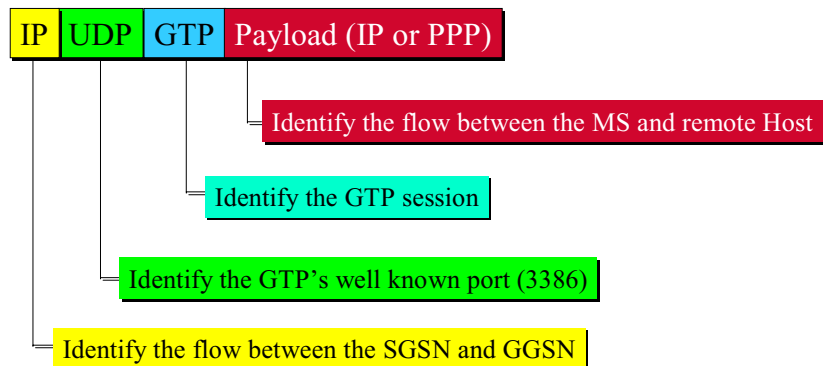 IP UDP GTP Payload (IP or PPP)
Identify the flow between the MS and remote Host
Identify the GTP session
Identify the GTP's well known port (3386)
Identify the flow between the SGSN and GGSN